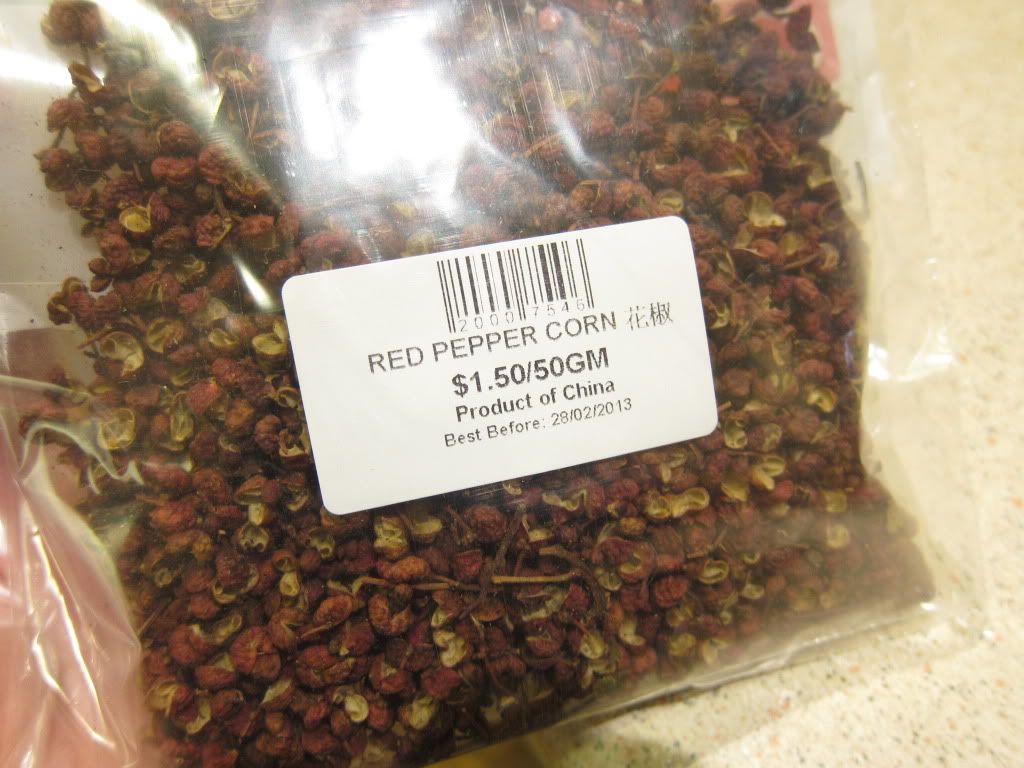 20007546
RED PEPPER CORN 花椒
$1.50/50GM
Product of China
Best Before: 28/02/2013